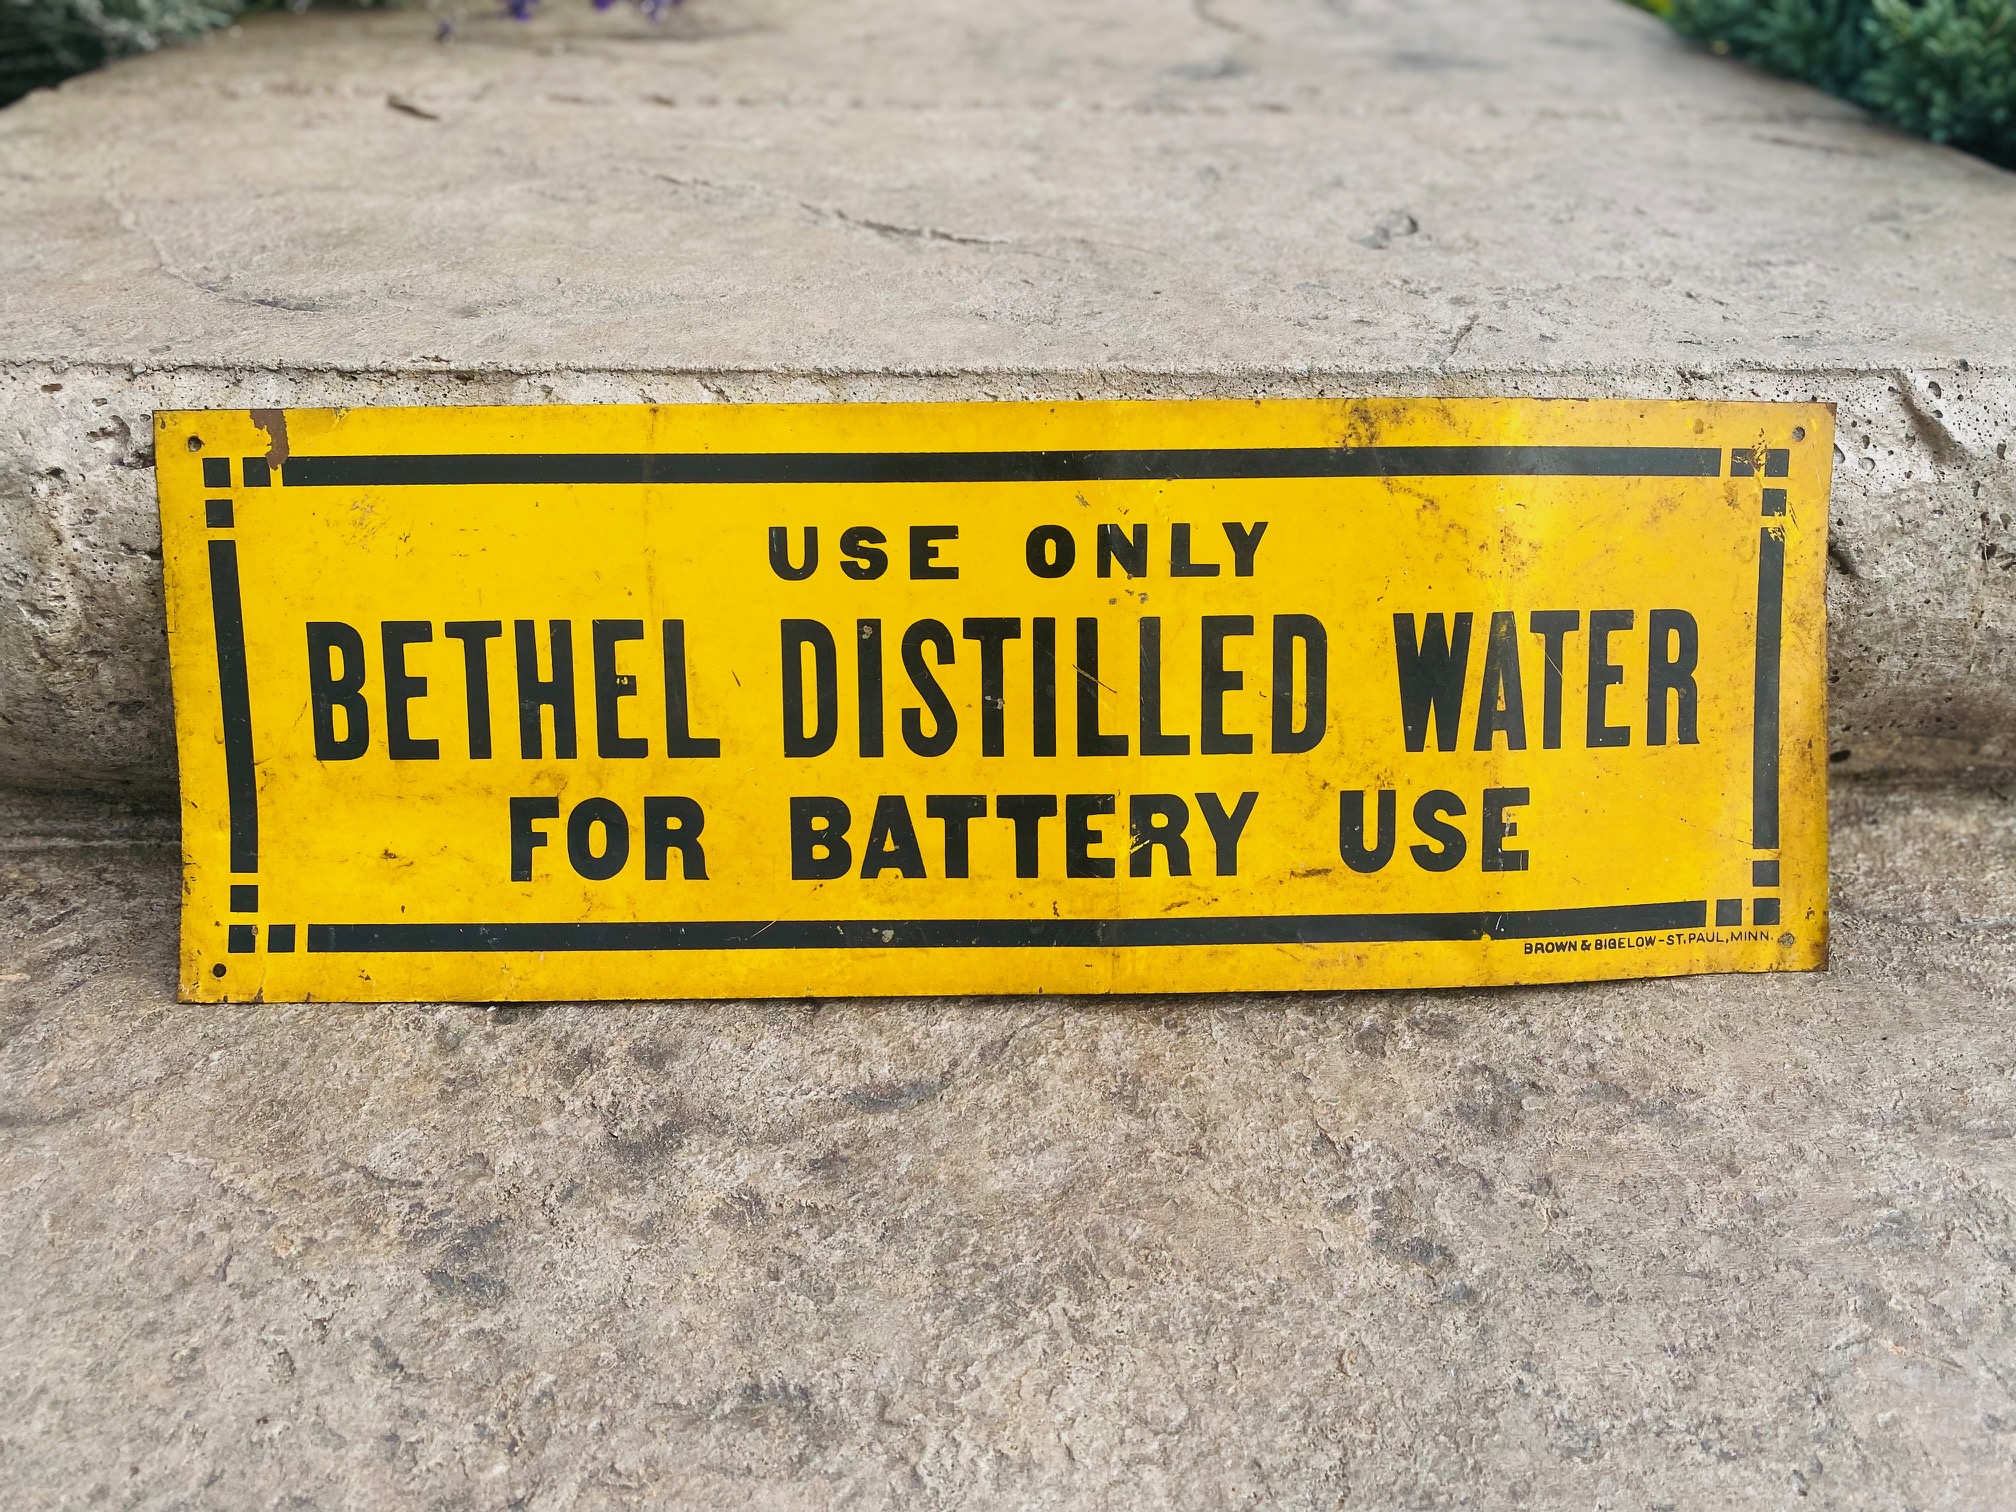 USE ONLY
BETHEL DISTILLED WATER
FOR BATTERY USE
BROWN & BIGELOW-ST.PAUL,MINN.